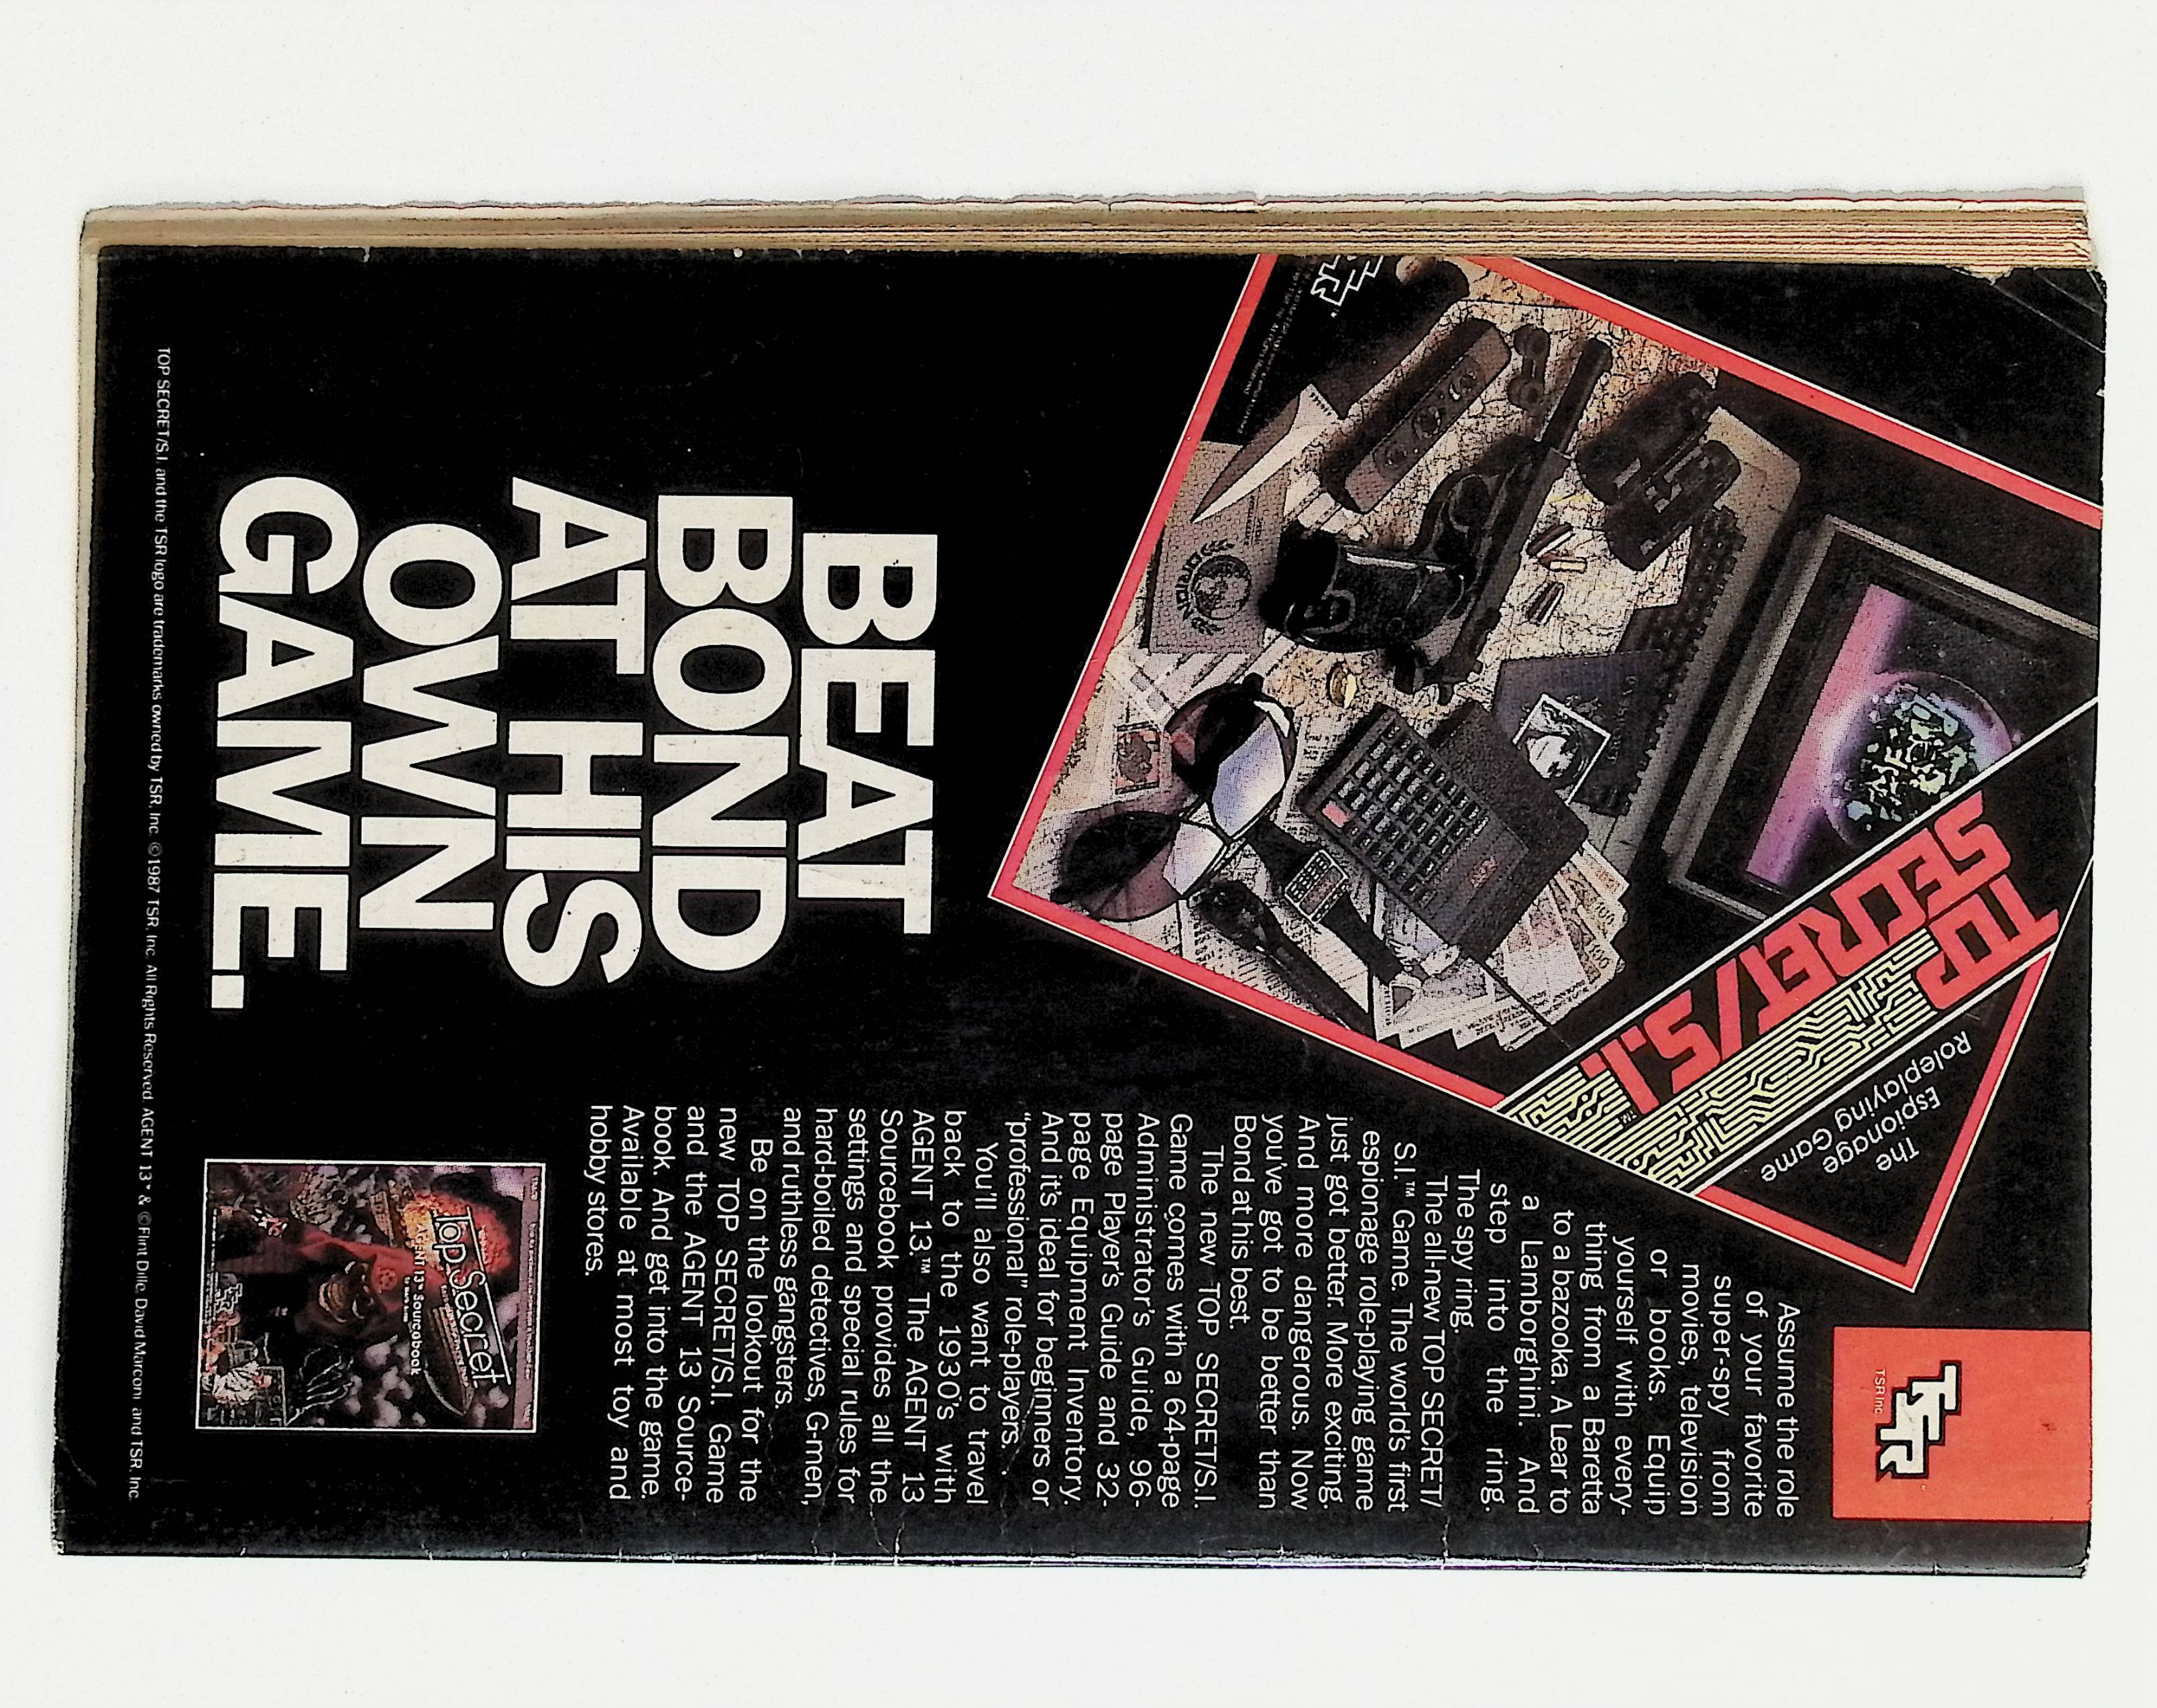 TSR
TSR Inc
TOP
SECRET/S.I.™
The
Espionage
Roleplaying Game
BEAT
BOND
AT HIS
OWN
GAME.
Assume the role
of your favorite
super-spy from
movies, television
or books. Equip
yourself with every-
thing from a Baretta
to a bazooka. A Lear to
a Lamborghini. And
step into the ring.
The spy ring.
The all-new TOP SECRET/
S.I.™ Game. The world's first
espionage role-playing game
just got better. More exciting.
And more dangerous. Now
you've got to be better than
Bond at his best.
The new TOP SECRET/S.I.
Game comes with a 64-page
Administrator's Guide, 96-
page Player's Guide and 32-
page Equipment Inventory.
And it's ideal for beginners or
"professional" role-players.
You'll also want to travel
back to the 1930's with
AGENT 13.™ The AGENT 13
Sourcebook provides all the
settings and special rules for
hard-boiled detectives, G-men,
and ruthless gangsters.
Be on the lookout for the
new TOP SECRET/S.I. Game
and the AGENT 13 Source-
book. And get into the game.
Available at most toy and
hobby stores.
Top Secret
AGENT 13™ Sourcebook
TOP SECRET/S.I. and the TSR logo are trademarks owned by TSR, Inc. ©1987 TSR, Inc. All Rights Reserved. AGENT 13™ & ©Flint Dille, David Marconi and TSR, Inc.